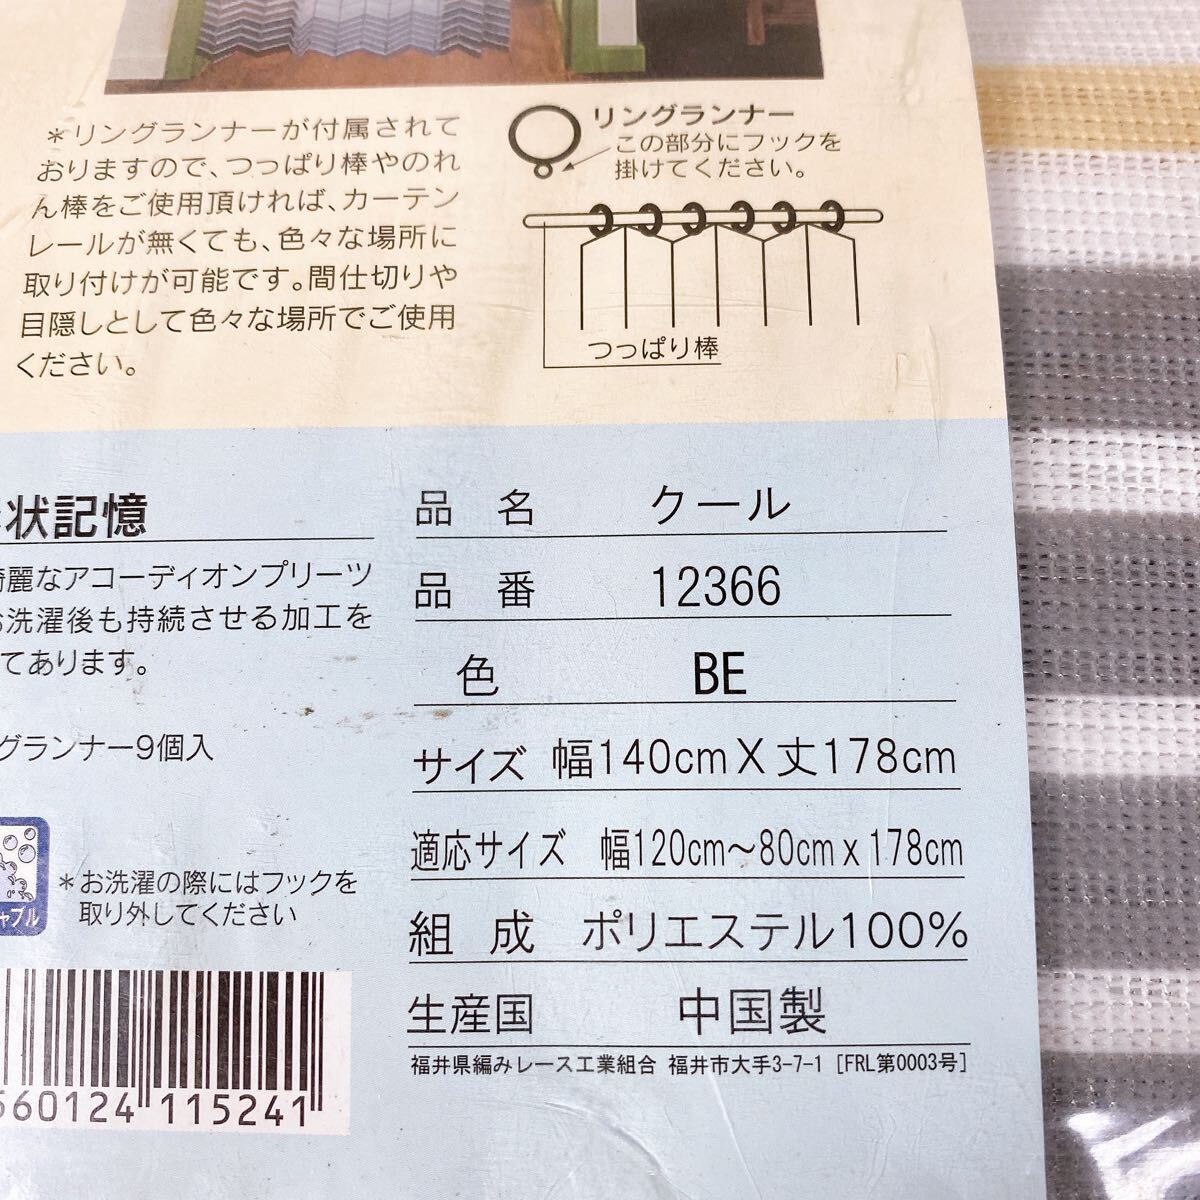 ＊リングランナーが付属されて
おりますので、つっぱり棒やのれ
ん棒をご使用頂ければ、カーテン
レールが無くても、色々な場所に
取り付けが可能です。間仕切りや
目隠しとして色々な場所でご使用
ください。
リングランナー
この部分にフックを
掛けてください。
つっぱり棒
状記憶
麗なアコーディオンプリーツ
洗濯後も持続させる加工を
てあります。
グランナー9個入
ャブル
＊お洗濯の際にはフックを
取り外してください
560124 115241
品 名 クール
品 番 12366
色 BE
サイズ 幅140cm X 丈178cm
適応サイズ 幅120cm～80cm x 178cm
組 成 ポリエステル100%
生産国 中国製
福井県編みレース工業組合 福井市大手3-7-1 [FRL第0003号]